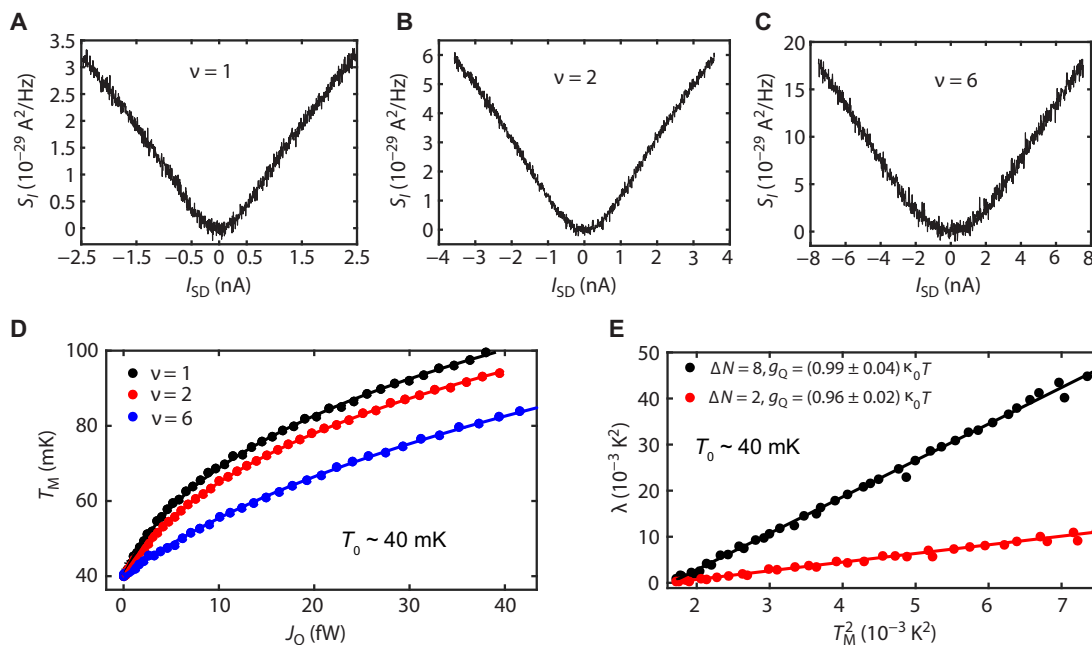 A
S_I (10⁻²⁹ A²/Hz)
3.5
3
2.5
2
1.5
1
0.5
0
ν = 1
−2.5 −1.5 −0.5 0 0.5 1.5 2.5
I_SD (nA)
B
S_I (10⁻²⁹ A²/Hz)
6
5
4
3
2
1
0
ν = 2
−4 −3 −2 −1 0 1 2 3 4
I_SD (nA)
C
S_I (10⁻²⁹ A²/Hz)
20
15
10
5
0
ν = 6
−8 −6 −4 −2 0 2 4 6 8
I_SD (nA)
D
T_M (mK)
100
80
60
40
ν = 1
ν = 2
ν = 6
T₀ ~ 40 mK
0 10 20 30 40
J_Q (fW)
E
λ (10⁻³ K²)
50
40
30
20
10
0
ΔN = 8, g_Q = (0.99 ± 0.04) κ₀T
ΔN = 2, g_Q = (0.96 ± 0.02) κ₀T
T₀ ~ 40 mK
2 3 4 5 6 7
T_M² (10⁻³ K²)